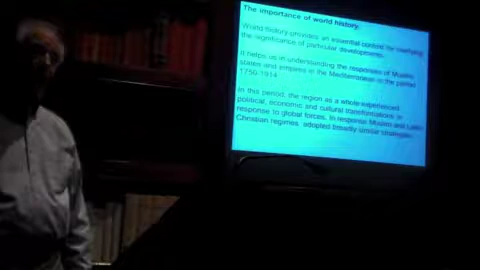 The importance of world history.
World history provides an essential context for clarifying
the significance of particular developments.
It helps us in understanding the responses of Muslim
states and empires in the Mediterranean in the period
1750-1914
In this period, the region as a whole experienced
political, economic and cultural transformations in
response to global forces. In response Muslim and Latin
Christian regimes adopted broadly similar strategies